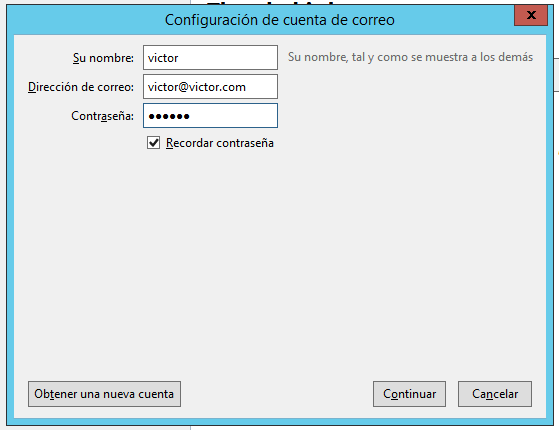 Configuración de cuenta de correo
x
Su nombre: victor Su nombre, tal y como se muestra a los demás
Dirección de correo: victor@victor.com
Contraseña: ●●●●●●
Recordar contraseña
Obtener una nueva cuenta Continuar Cancelar